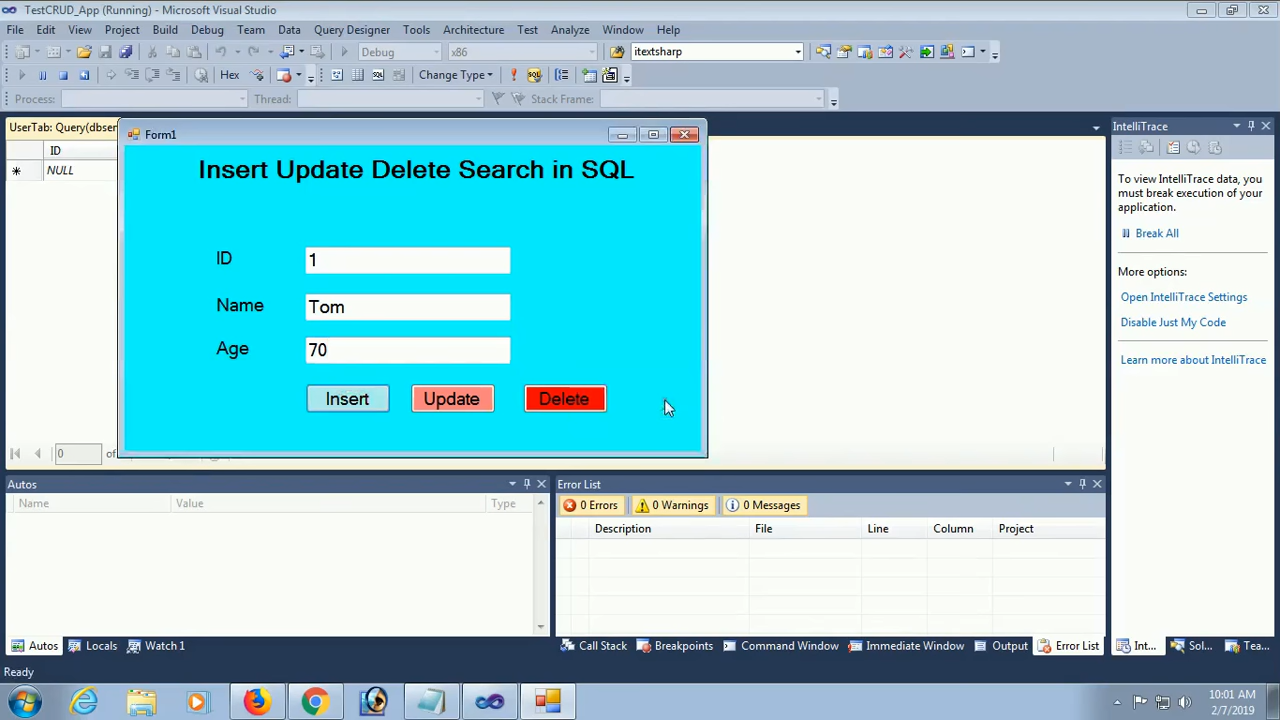 TestCRUD_App (Running) - Microsoft Visual Studio
File Edit View Project Build Debug Team Data Query Designer Tools Architecture Test Analyze Window Help
Debug x86 itextsharp
Hex Change Type
Process: Thread: Stack Frame:
UserTab: Query(dbser
ID
NULL
0 of
Form1
Insert Update Delete Search in SQL
ID 1
Name Tom
Age 70
Insert Update Delete
IntelliTrace
To view IntelliTrace data, you
must break execution of your
application.
Break All
More options:
Open IntelliTrace Settings
Disable Just My Code
Learn more about IntelliTrace
Autos
Name Value Type
Error List
0 Errors 0 Warnings 0 Messages
Description File Line Column Project
Autos Locals Watch 1
Call Stack Breakpoints Command Window Immediate Window Output Error List
Int... Sol... Tea...
Ready
10:01 AM
2/7/2019